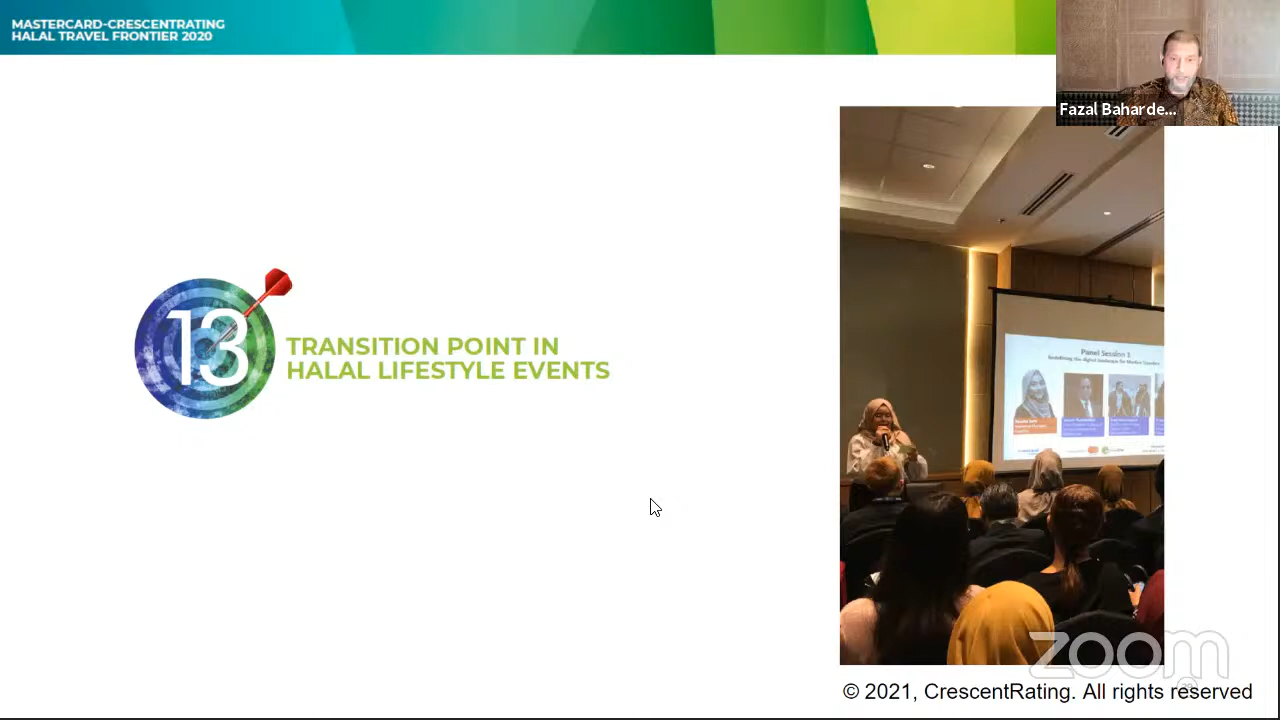 MASTERCARD-CRESCENTRATING
HALAL TRAVEL FRONTIER 2020
Fazal Baharde...
13
TRANSITION POINT IN
HALAL LIFESTYLE EVENTS
Panel Session 1
zoom
© 2021, CrescentRating. All rights reserved